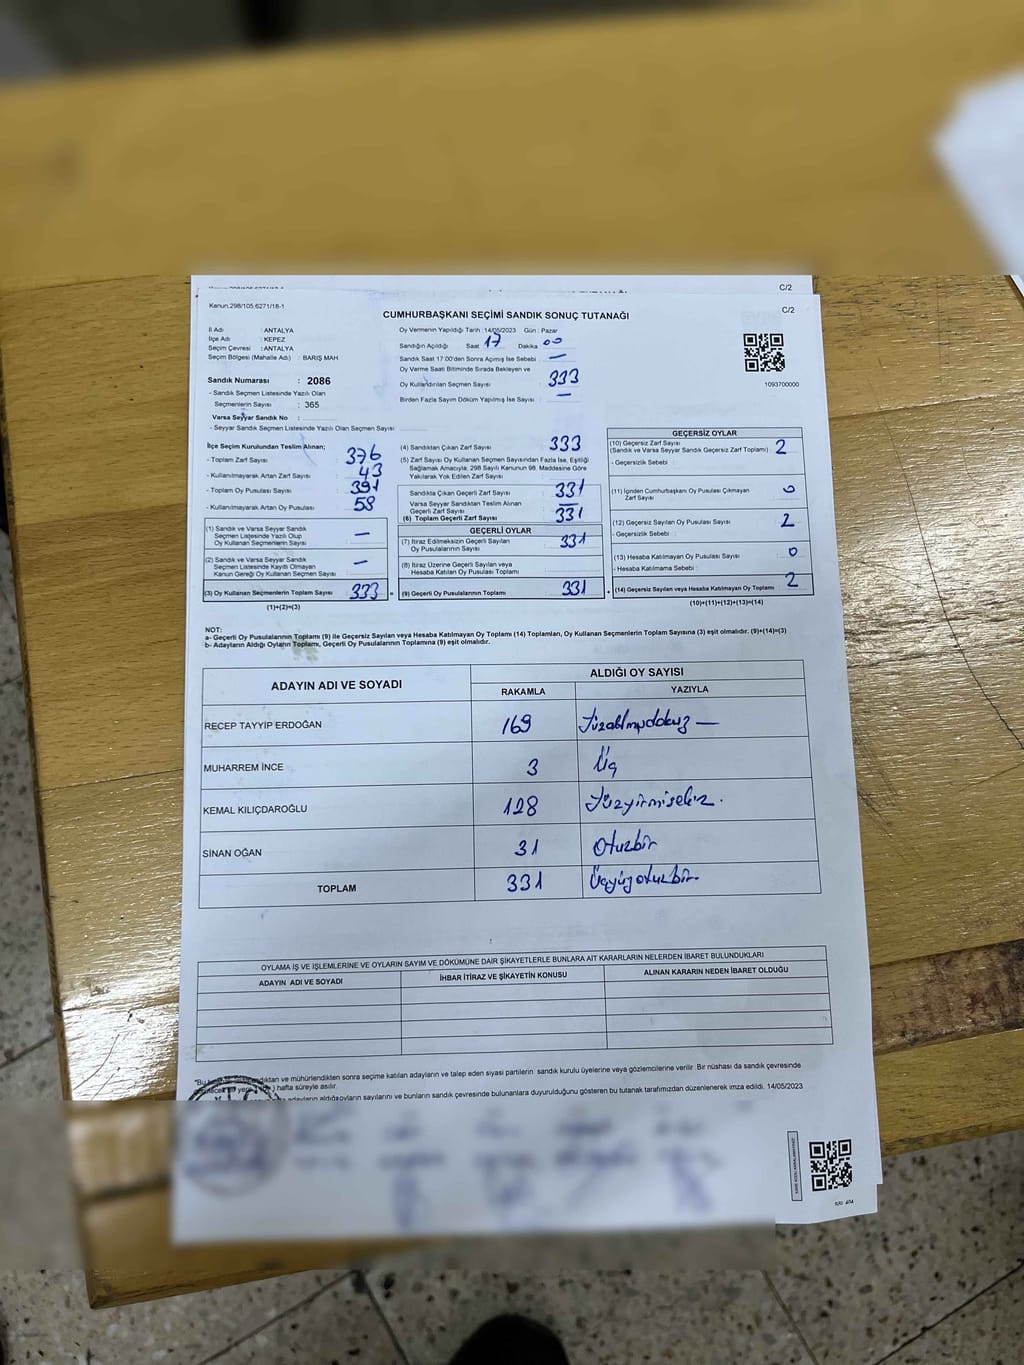 C/2
Kanun.298/105,6271/18-1
C/2
CUMHURBAŞKANI SEÇİMİ SANDIK SONUÇ TUTANAĞI
İl Adı : ANTALYA
İlçe Adı : KEPEZ
Seçim Çevresi : ANTALYA
Seçim Bölgesi (Mahalle Adı) : BARIŞ MAH
Sandık Numarası : 2086
- Sandık Seçmen Listesinde Yazılı Olan
Seçmenlerin Sayısı : 365
Varsa Seyyar Sandık No :
- Seyyar Sandık Seçmen Listesinde Yazılı Olan Seçmen Sayısı
Oy Vermenin Yapıldığı Tarih :14/05/2023 Gün : Pazar
Sandığın Açıldığı Saat 17 Dakika 00
Sandık Saat 17:00'den Sonra Açılmış İse Sebebi : —
Oy Verme Saati Bitiminde Sırada Bekleyen ve
Oy Kullandırılan Seçmen Sayısı : 333
Birden Fazla Sayım Döküm Yapılmış İse Sayısı : —
1093700000
İlçe Seçim Kurulundan Teslim Alınan;
- Toplam Zarf Sayısı : 376
- Kullanılmayarak Artan Zarf Sayısı : 43
- Toplam Oy Pusulası Sayısı : 391
- Kullanılmayarak Artan Oy Pusulası : 58
(1) Sandık ve Varsa Seyyar Sandık
Seçmen Listesinde Yazılı Olup
Oy Kullanan Seçmenlerin Sayısı : —
(2) Sandık ve Varsa Seyyar Sandık
Seçmen Listesinde Kayıtlı Olmayan
Kanun Gereği Oy Kullanan Seçmen Sayısı : —
(3) Oy Kullanan Seçmenlerin Toplam Sayısı : 333
(1)+(2)=(3)
(4) Sandıktan Çıkan Zarf Sayısı : 333
(5) Zarf Sayısı Oy Kullanan Seçmen Sayısından Fazla İse, Eşitliği
Sağlamak Amacıyla, 298 Sayılı Kanunun 98. Maddesine Göre
Yakılarak Yok Edilen Zarf Sayısı :
Sandıkta Çıkan Geçerli Zarf Sayısı : 331
Varsa Seyyar Sandıktan Teslim Alınan
Geçerli Zarf Sayısı : —
(6) Toplam Geçerli Zarf Sayısı : 331
GEÇERLİ OYLAR
(7) İtiraz Edilmeksizin Geçerli Sayılan
Oy Pusulalarının Sayısı : 331
(8) İtiraz Üzerine Geçerli Sayılan veya
Hesaba Katılan Oy Pusulası Toplamı :
(9) Geçerli Oy Pusulalarının Toplamı : 331
GEÇERSİZ OYLAR
(10) Geçersiz Zarf Sayısı
(Sandık ve Varsa Seyyar Sandık Geçersiz Zarf Toplamı) : 2
- Geçersizlik Sebebi :
(11) İçinden Cumhurbaşkanı Oy Pusulası Çıkmayan
Zarf Sayısı : 0
(12) Geçersiz Sayılan Oy Pusulası Sayısı : 2
- Geçersizlik Sebebi :
(13) Hesaba Katılmayan Oy Pusulası Sayısı : 0
- Hesaba Katılmama Sebebi :
(14) Geçersiz Sayılan veya Hesaba Katılmayan Oy Toplamı : 2
(10)+(11)+(12)+(13)=(14)
NOT:
a- Geçerli Oy Pusulalarının Toplamı (9) ile Geçersiz Sayılan veya Hesaba Katılmayan Oy Toplamı (14) Toplamları, Oy Kullanan Seçmenlerin Toplam Sayısına (3) eşit olmalıdır. (9)+(14)=(3)
b- Adayların Aldığı Oyların Toplamı, Geçerli Oy Pusulalarının Toplamına (9) eşit olmalıdır.
ADAYIN ADI VE SOYADI ALDIĞI OY SAYISI
RAKAMLA YAZIYLA
RECEP TAYYİP ERDOĞAN 169 Yüzaltmışdokuz —
MUHARREM İNCE 3 Üç
KEMAL KILIÇDAROĞLU 128 Yüzyirmisekiz.
SİNAN OĞAN 31 Otuzbir
TOPLAM 331 Üçyüzotuzbir
OYLAMA İŞ VE İŞLEMLERİNE VE OYLARIN SAYIM VE DÖKÜMÜNE DAİR ŞİKAYETLERLE BUNLARA AİT KARARLARIN NELERDEN İBARET BULUNDUKLARI
ADAYIN ADI VE SOYADI İHBAR İTİRAZ VE ŞİKAYETİN KONUSU ALINAN KARARIN NEDEN İBARET OLDUĞU
ndıktan ve mühürlendikten sonra seçime katılan adayların ve talep eden siyasi partilerin sandık kurulu üyelerine veya gözlemcilerine verilir. Bir nüshası da sandık çevresinde
) hafta süreyle asılır.
adayların aldığı oyların sayılarını ve bunların sandık çevresinde bulunanlara duyurulduğunu gösteren bu tutanak tarafımızdan düzenlenerek imza edildi. 14/05/2023